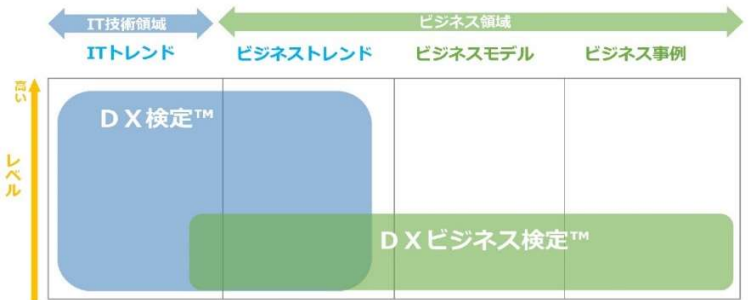 IT技術領域
ビジネス領域
ITトレンド
ビジネストレンド
ビジネスモデル
ビジネス事例
高い
レベル
ＤＸ検定™
ＤＸビジネス検定™